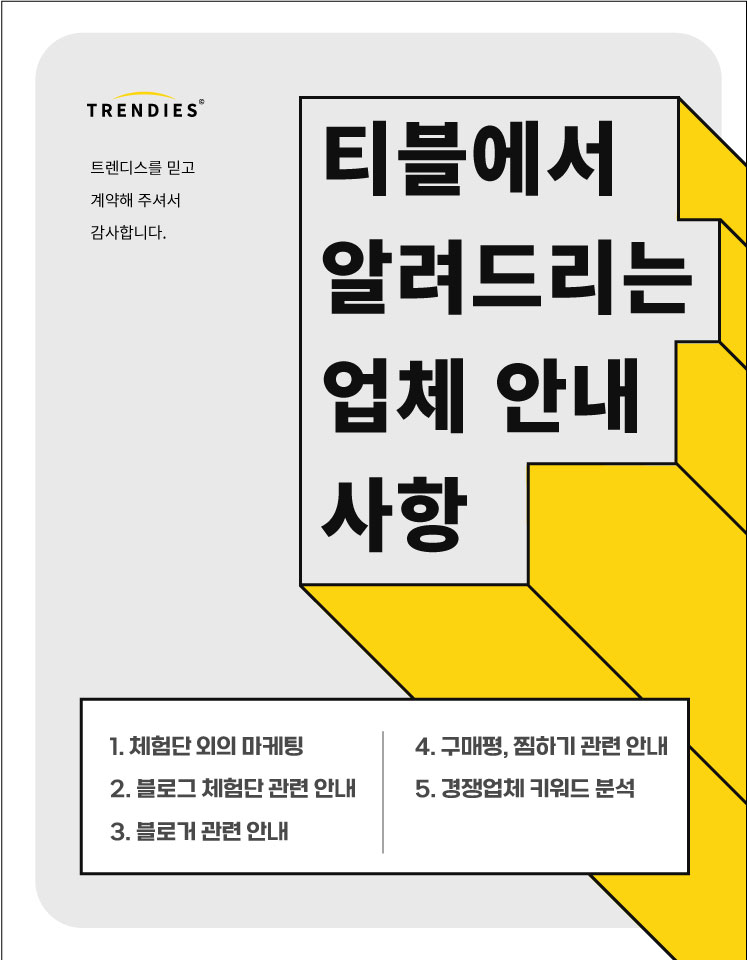 TRENDIES©
트렌디스를 믿고
계약해 주셔서
감사합니다.
티블에서
알려드리는
업체 안내
사항
1. 체험단 외의 마케팅
2. 블로그 체험단 관련 안내
3. 블로거 관련 안내
4. 구매평, 찜하기 관련 안내
5. 경쟁업체 키워드 분석